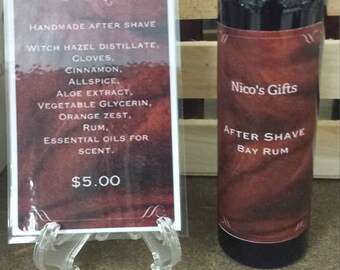 Handmade after shave
Witch hazel distillate,
Cloves,
Cinnamon,
Allspice,
Aloe extract,
Vegetable Glycerin,
Orange zest,
Rum,
Essential oils for
scent.
$5.00
Nico's Gifts
After Shave
Bay Rum